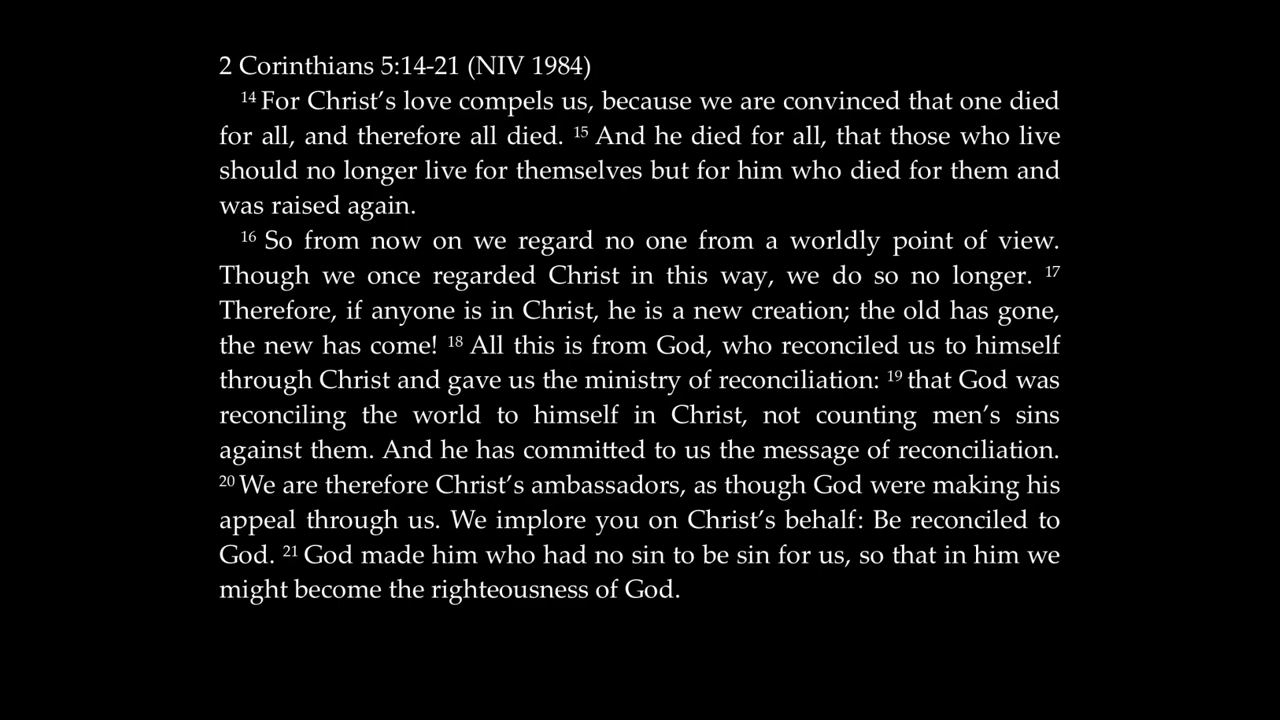 2 Corinthians 5:14-21 (NIV 1984)
14 For Christ’s love compels us, because we are convinced that one died
for all, and therefore all died. 15 And he died for all, that those who live
should no longer live for themselves but for him who died for them and
was raised again.
16 So from now on we regard no one from a worldly point of view.
Though we once regarded Christ in this way, we do so no longer. 17
Therefore, if anyone is in Christ, he is a new creation; the old has gone,
the new has come! 18 All this is from God, who reconciled us to himself
through Christ and gave us the ministry of reconciliation: 19 that God was
reconciling the world to himself in Christ, not counting men’s sins
against them. And he has committed to us the message of reconciliation.
20 We are therefore Christ’s ambassadors, as though God were making his
appeal through us. We implore you on Christ’s behalf: Be reconciled to
God. 21 God made him who had no sin to be sin for us, so that in him we
might become the righteousness of God.